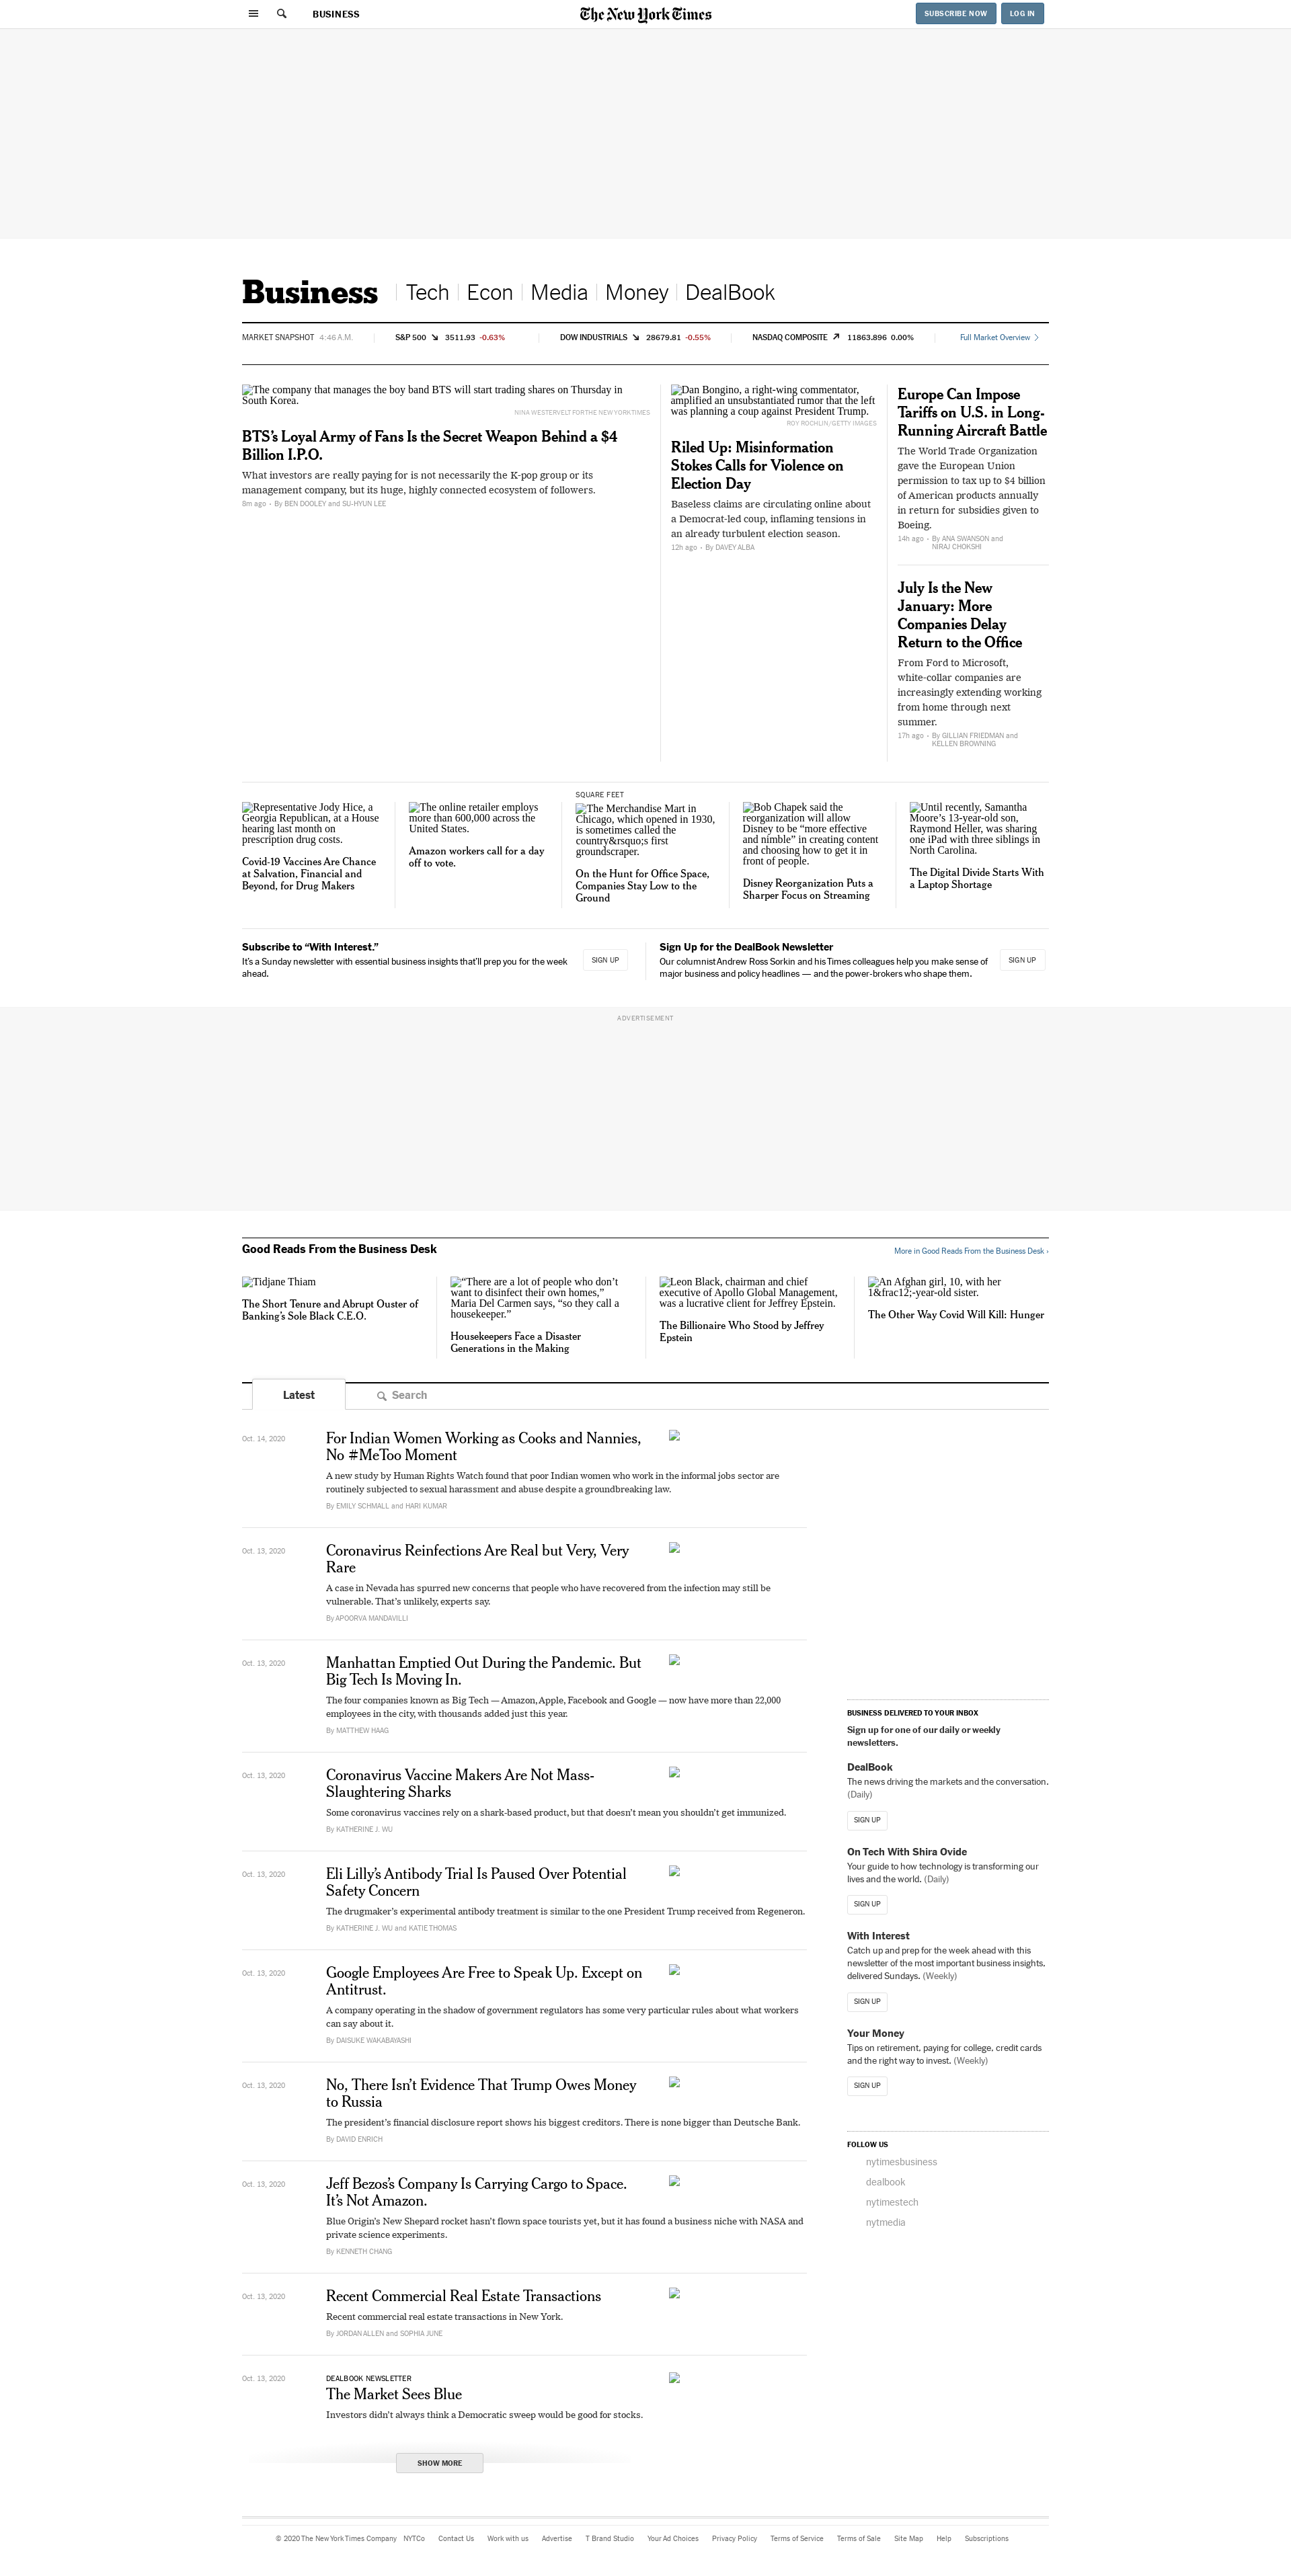 BUSINESS
The New York Times
SUBSCRIBE NOW
LOG IN
Business
Tech
Econ
Media
Money
DealBook
MARKET SNAPSHOT 4:46 A.M.
S&P 500 3511.93 -0.63%
DOW INDUSTRIALS 28679.81 -0.55%
NASDAQ COMPOSITE 11863.896 0.00%
Full Market Overview
The company that manages the boy band BTS will start trading shares on Thursday in
South Korea.
NINA WESTERVELT FOR THE NEW YORK TIMES
BTS’s Loyal Army of Fans Is the Secret Weapon Behind a $4
Billion I.P.O.
What investors are really paying for is not necessarily the K-pop group or its
management company, but its huge, highly connected ecosystem of followers.
8m ago • By BEN DOOLEY and SU-HYUN LEE
Dan Bongino, a right-wing commentator,
amplified an unsubstantiated rumor that the left
was planning a coup against President Trump.
ROY ROCHLIN/GETTY IMAGES
Riled Up: Misinformation
Stokes Calls for Violence on
Election Day
Baseless claims are circulating online about
a Democrat-led coup, inflaming tensions in
an already turbulent election season.
12h ago • By DAVEY ALBA
Europe Can Impose
Tariffs on U.S. in Long-
Running Aircraft Battle
The World Trade Organization
gave the European Union
permission to tax up to $4 billion
of American products annually
in return for subsidies given to
Boeing.
14h ago • By ANA SWANSON and
NIRAJ CHOKSHI
July Is the New
January: More
Companies Delay
Return to the Office
From Ford to Microsoft,
white-collar companies are
increasingly extending working
from home through next
summer.
17h ago • By GILLIAN FRIEDMAN and
KELLEN BROWNING
Representative Jody Hice, a
Georgia Republican, at a House
hearing last month on
prescription drug costs.
Covid-19 Vaccines Are Chance
at Salvation, Financial and
Beyond, for Drug Makers
The online retailer employs
more than 600,000 across the
United States.
Amazon workers call for a day
off to vote.
SQUARE FEET
The Merchandise Mart in
Chicago, which opened in 1930,
is sometimes called the
country&rsquo;s first
groundscraper.
On the Hunt for Office Space,
Companies Stay Low to the
Ground
Bob Chapek said the
reorganization will allow
Disney to be “more effective
and nimble” in creating content
and choosing how to get it in
front of people.
Disney Reorganization Puts a
Sharper Focus on Streaming
Until recently, Samantha
Moore’s 13-year-old son,
Raymond Heller, was sharing
one iPad with three siblings in
North Carolina.
The Digital Divide Starts With
a Laptop Shortage
Subscribe to “With Interest.”
It’s a Sunday newsletter with essential business insights that’ll prep you for the week
ahead.
SIGN UP
Sign Up for the DealBook Newsletter
Our columnist Andrew Ross Sorkin and his Times colleagues help you make sense of
major business and policy headlines — and the power-brokers who shape them.
SIGN UP
ADVERTISEMENT
Good Reads From the Business Desk
More in Good Reads From the Business Desk ›
Tidjane Thiam
The Short Tenure and Abrupt Ouster of
Banking’s Sole Black C.E.O.
“There are a lot of people who don’t
want to disinfect their own homes,”
Maria Del Carmen says, “so they call a
housekeeper.”
Housekeepers Face a Disaster
Generations in the Making
Leon Black, chairman and chief
executive of Apollo Global Management,
was a lucrative client for Jeffrey Epstein.
The Billionaire Who Stood by Jeffrey
Epstein
An Afghan girl, 10, with her
1&frac12;-year-old sister.
The Other Way Covid Will Kill: Hunger
Latest
Search
Oct. 14, 2020
For Indian Women Working as Cooks and Nannies,
No #MeToo Moment
A new study by Human Rights Watch found that poor Indian women who work in the informal jobs sector are
routinely subjected to sexual harassment and abuse despite a groundbreaking law.
By EMILY SCHMALL and HARI KUMAR
Oct. 13, 2020
Coronavirus Reinfections Are Real but Very, Very
Rare
A case in Nevada has spurred new concerns that people who have recovered from the infection may still be
vulnerable. That’s unlikely, experts say.
By APOORVA MANDAVILLI
Oct. 13, 2020
Manhattan Emptied Out During the Pandemic. But
Big Tech Is Moving In.
The four companies known as Big Tech — Amazon, Apple, Facebook and Google — now have more than 22,000
employees in the city, with thousands added just this year.
By MATTHEW HAAG
Oct. 13, 2020
Coronavirus Vaccine Makers Are Not Mass-
Slaughtering Sharks
Some coronavirus vaccines rely on a shark-based product, but that doesn’t mean you shouldn’t get immunized.
By KATHERINE J. WU
Oct. 13, 2020
Eli Lilly’s Antibody Trial Is Paused Over Potential
Safety Concern
The drugmaker’s experimental antibody treatment is similar to the one President Trump received from Regeneron.
By KATHERINE J. WU and KATIE THOMAS
Oct. 13, 2020
Google Employees Are Free to Speak Up. Except on
Antitrust.
A company operating in the shadow of government regulators has some very particular rules about what workers
can say about it.
By DAISUKE WAKABAYASHI
Oct. 13, 2020
No, There Isn’t Evidence That Trump Owes Money
to Russia
The president’s financial disclosure report shows his biggest creditors. There is none bigger than Deutsche Bank.
By DAVID ENRICH
Oct. 13, 2020
Jeff Bezos’s Company Is Carrying Cargo to Space.
It’s Not Amazon.
Blue Origin’s New Shepard rocket hasn’t flown space tourists yet, but it has found a business niche with NASA and
private science experiments.
By KENNETH CHANG
Oct. 13, 2020
Recent Commercial Real Estate Transactions
Recent commercial real estate transactions in New York.
By JORDAN ALLEN and SOPHIA JUNE
Oct. 13, 2020
DEALBOOK NEWSLETTER
The Market Sees Blue
Investors didn’t always think a Democratic sweep would be good for stocks.
SHOW MORE
BUSINESS DELIVERED TO YOUR INBOX
Sign up for one of our daily or weekly
newsletters.
DealBook
The news driving the markets and the conversation.
(Daily)
SIGN UP
On Tech With Shira Ovide
Your guide to how technology is transforming our
lives and the world. (Daily)
SIGN UP
With Interest
Catch up and prep for the week ahead with this
newsletter of the most important business insights,
delivered Sundays. (Weekly)
SIGN UP
Your Money
Tips on retirement, paying for college, credit cards
and the right way to invest. (Weekly)
SIGN UP
FOLLOW US
nytimesbusiness
dealbook
nytimestech
nytmedia
© 2020 The New York Times Company NYTCo Contact Us Work with us Advertise T Brand Studio Your Ad Choices Privacy Policy Terms of Service Terms of Sale Site Map Help Subscriptions